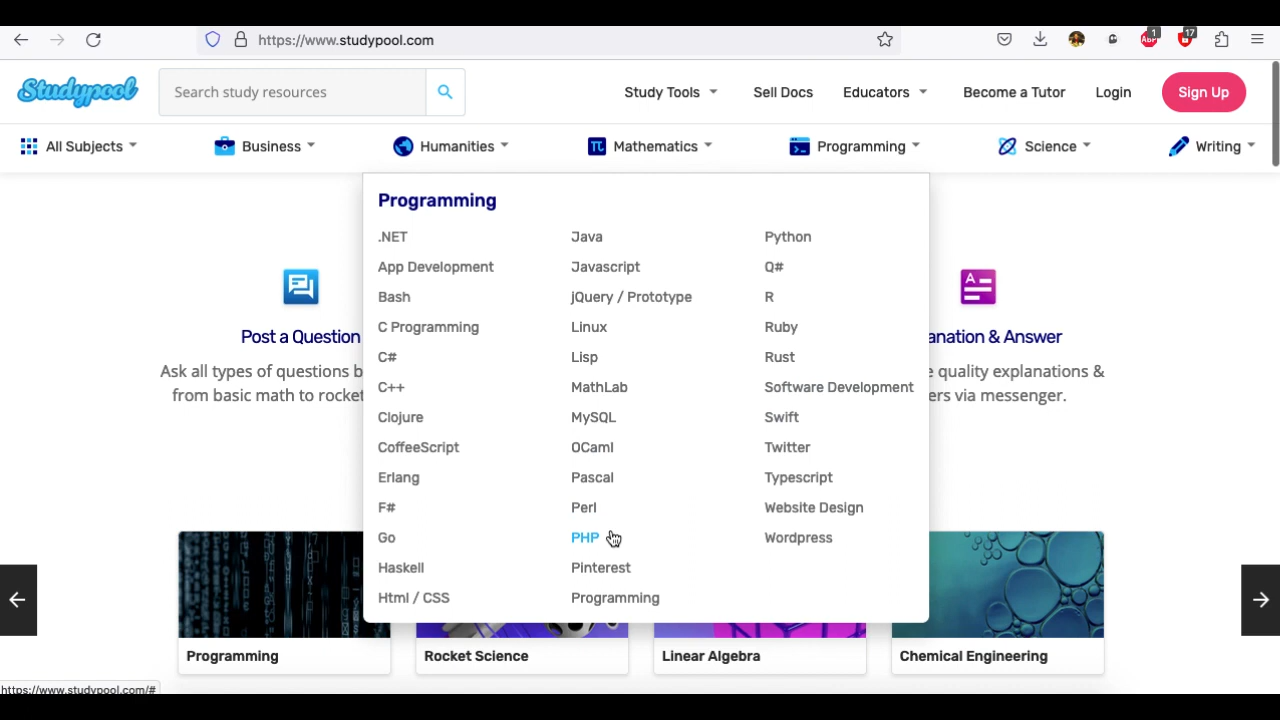 https://www.studypool.com
1
17
ABP
Studypool
Search study resources
Study Tools
Sell Docs
Educators
Become a Tutor
Login
Sign Up
All Subjects
Business
Humanities
Mathematics
Programming
Science
Writing
Programming
.NET
Java
Python
App Development
Javascript
Q#
Bash
jQuery / Prototype
R
C Programming
Linux
Ruby
C#
Lisp
Rust
C++
MathLab
Software Development
Clojure
MySQL
Swift
CoffeeScript
OCaml
Twitter
Erlang
Pascal
Typescript
F#
Perl
Website Design
Go
PHP
Wordpress
Haskell
Pinterest
Html / CSS
Programming
Post a Question
Ask all types of questions b
from basic math to rocket
anation & Answer
e quality explanations &
ers via messenger.
Programming
Rocket Science
Linear Algebra
Chemical Engineering
https://www.studypool.com/#